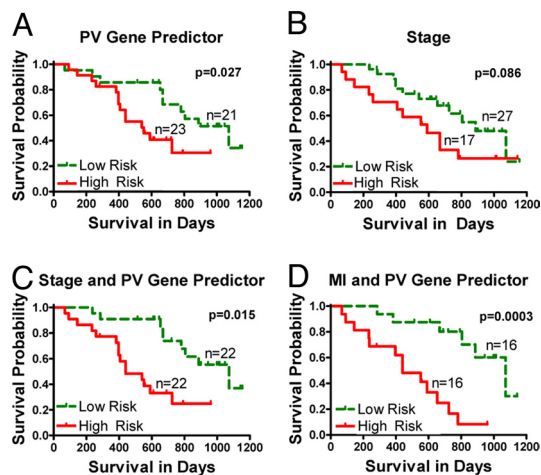 A
PV Gene Predictor
Survival Probability
1.0
0.8
0.6
0.4
0.2
0.0
p=0.027
n=21
n=23
Low Risk
High Risk
0 200 400 600 800 1000 1200
Survival in Days
B
Stage
Survival Probability
1.0
0.8
0.6
0.4
0.2
0.0
p=0.086
n=27
n=17
Low Risk
High Risk
0 200 400 600 800 1000 1200
Survival in Days
C
Stage and PV Gene Predictor
Survival Probability
1.0
0.8
0.6
0.4
0.2
0.0
p=0.015
n=22
n=22
Low Risk
High Risk
0 200 400 600 800 1000 1200
Survival in Days
D
MI and PV Gene Predictor
Survival Probability
1.0
0.8
0.6
0.4
0.2
0.0
p=0.0003
n=16
n=16
Low Risk
High Risk
0 200 400 600 800 1000 1200
Survival in Days